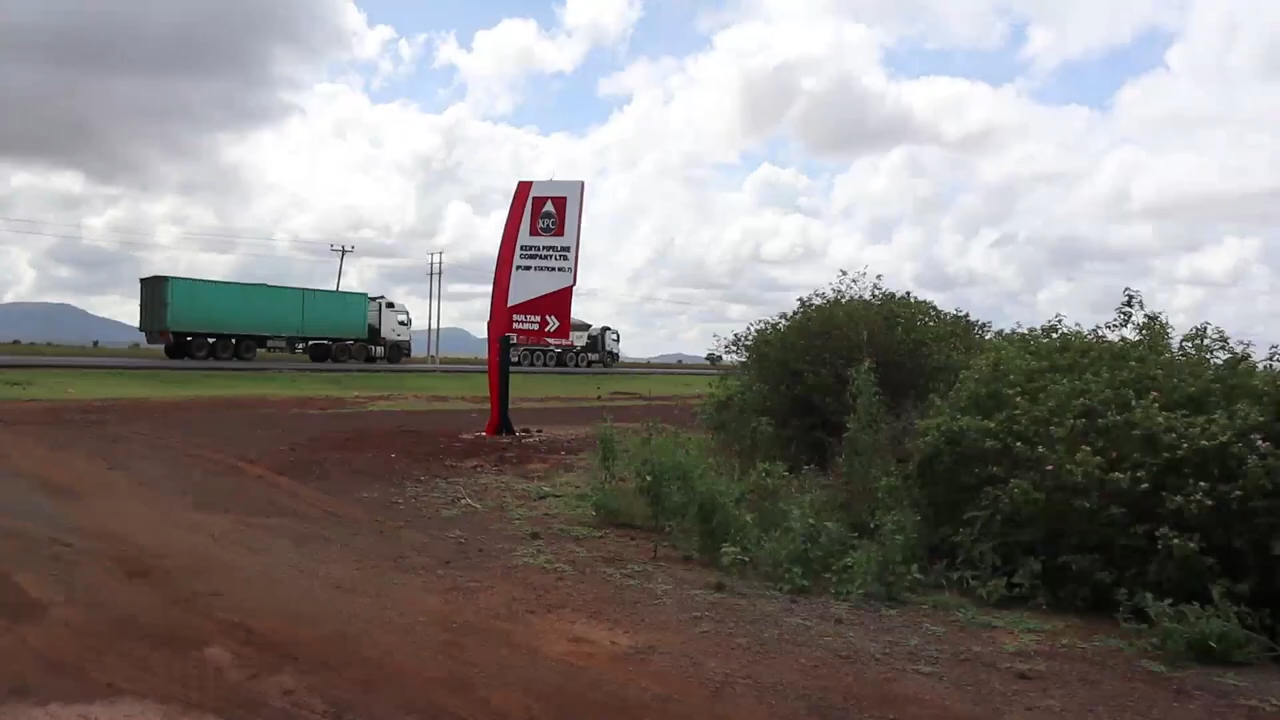 KPC
KENYA PIPELINE
COMPANY LTD.
(PUMP STATION NO.7)
SULTAN
HAMUD